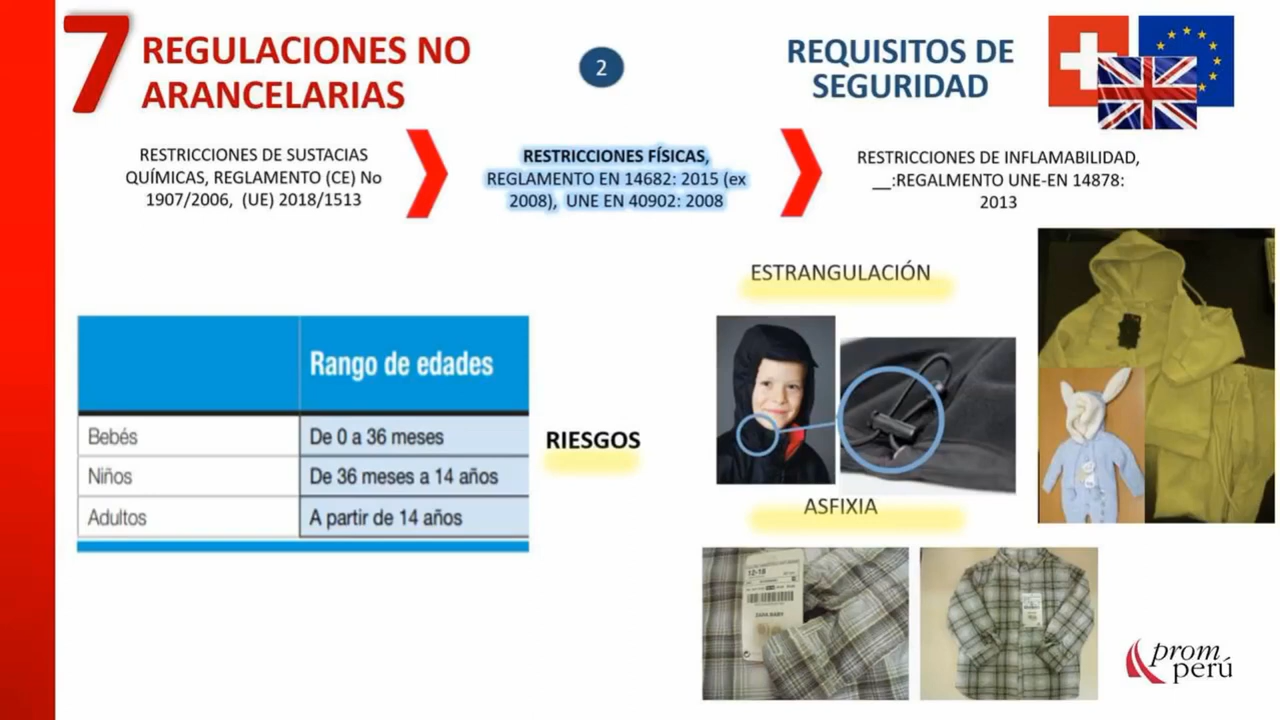 7
REGULACIONES NO
ARANCELARIAS
2
REQUISITOS DE
SEGURIDAD
RESTRICCIONES DE SUSTACIAS
QUÍMICAS, REGLAMENTO (CE) No
1907/2006, (UE) 2018/1513
RESTRICCIONES FÍSICAS,
REGLAMENTO EN 14682: 2015 (ex
2008), UNE EN 40902: 2008
RESTRICCIONES DE INFLAMABILIDAD,
__:REGALMENTO UNE-EN 14878:
2013
Rango de edades
Bebés De 0 a 36 meses
Niños De 36 meses a 14 años
Adultos A partir de 14 años
RIESGOS
ESTRANGULACIÓN
ASFIXIA
12-18
ZARA BABY
prom
perú